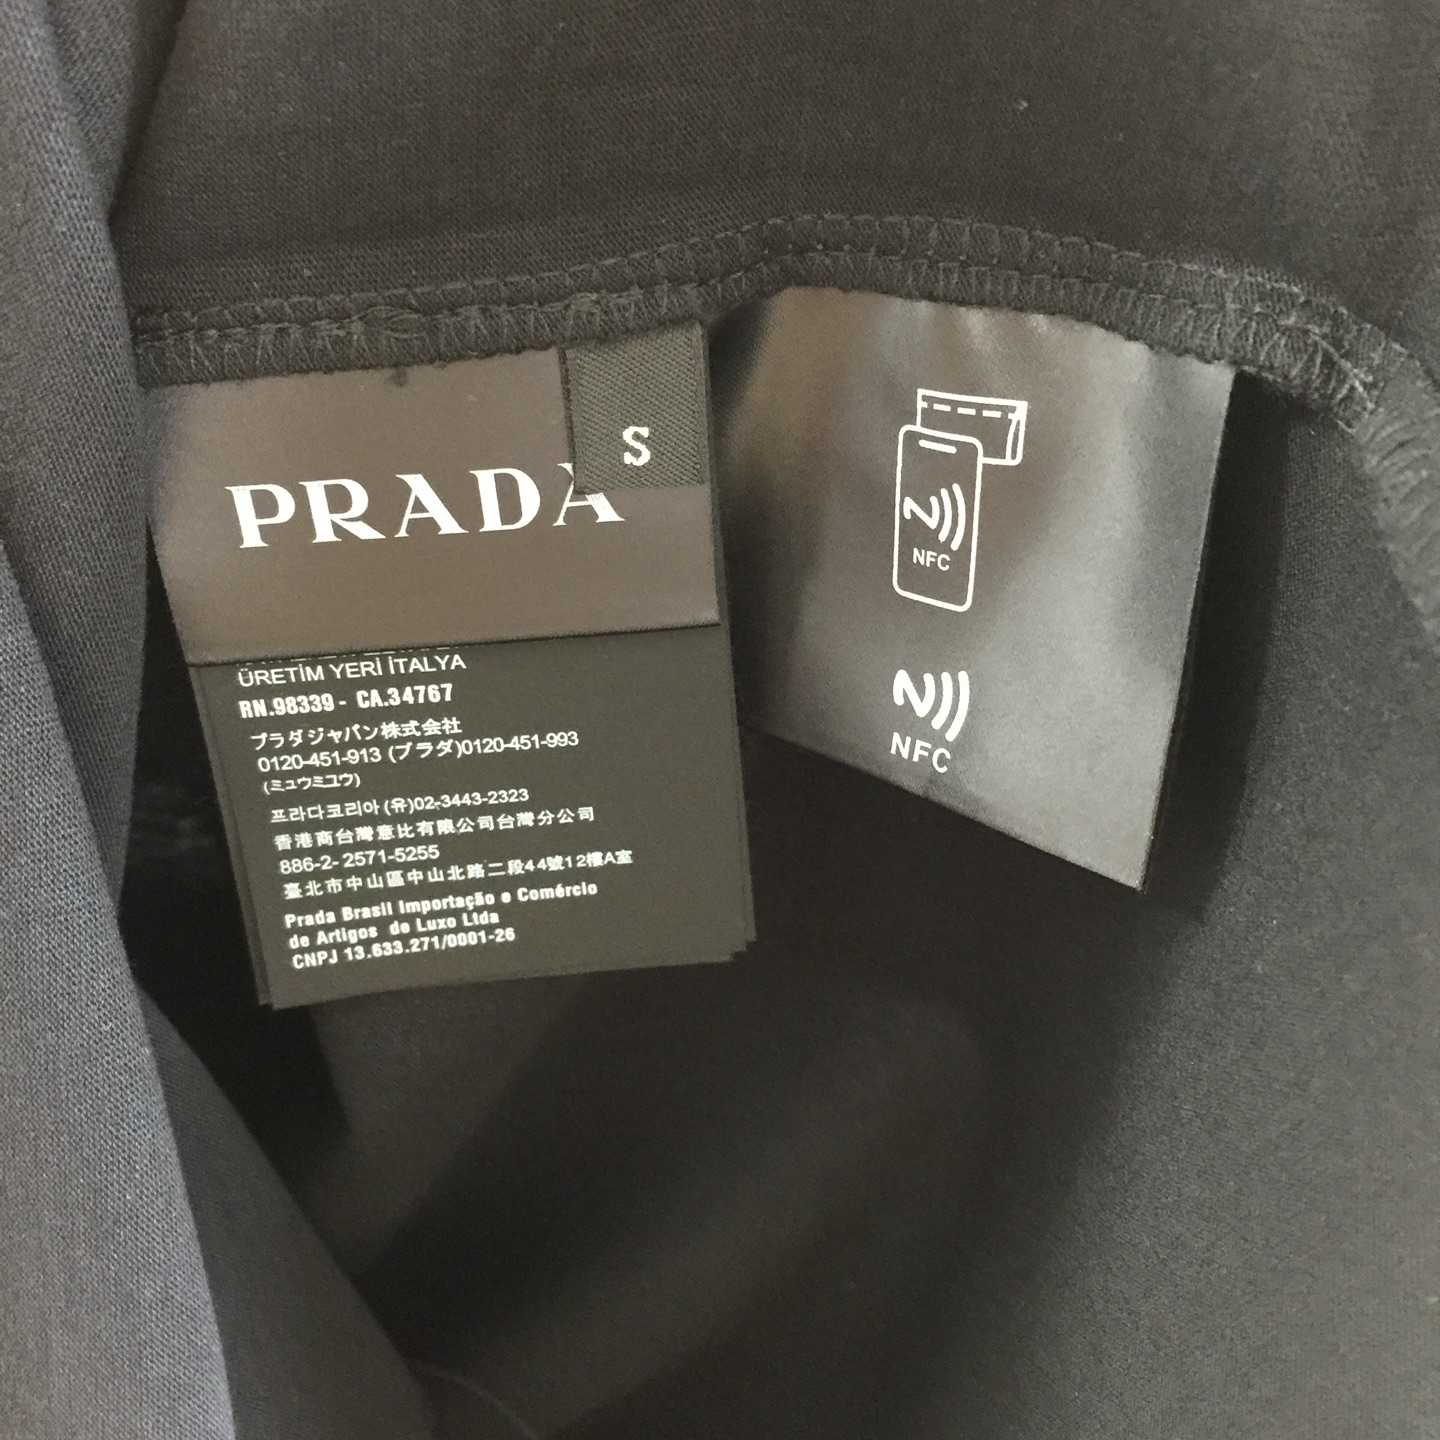 PRADA
S
ÜRETİM YERİ İTALYA
RN.98339 - CA.34767
プラダジャパン株式会社
0120-451-913 (プラダ)0120-451-993
(ミュウミュウ)
프라다코리아(유)02-3443-2323
香港商台灣意比有限公司台灣分公司
886-2- 2571-5255
臺北市中山區中山北路二段44號12樓A室
Prada Brasil Importação e Comércio
de Artigos de Luxo Ltda
CNPJ 13.633.271/0001-26
NFC
NFC